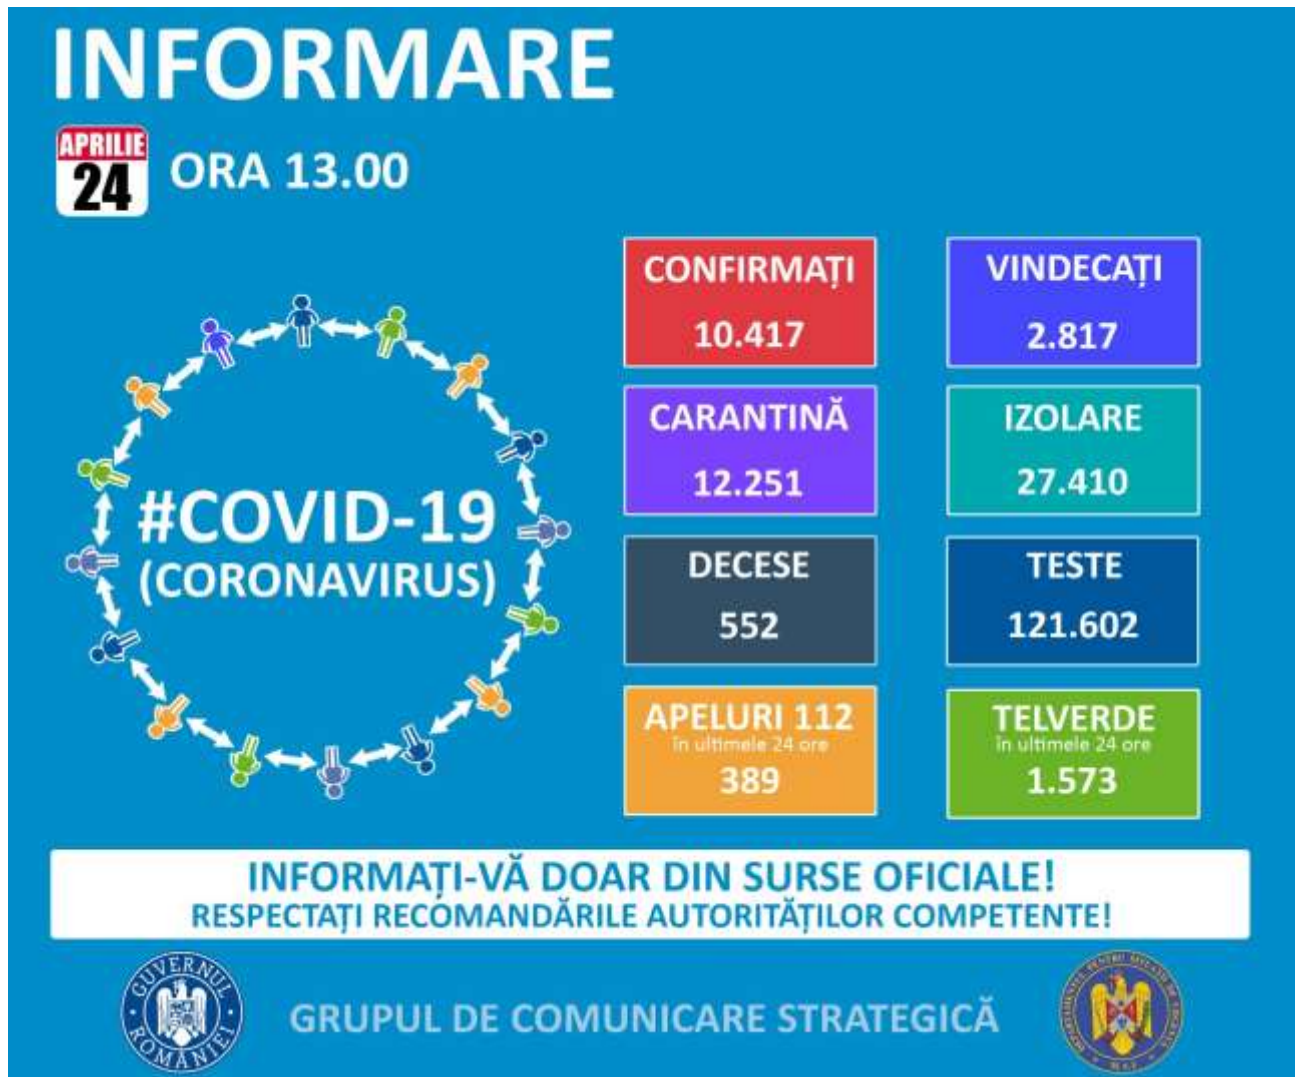 INFORMARE
APRILIE
24
ORA 13.00
CONFIRMAȚI
10.417
VINDECAȚI
2.817
CARANTINĂ
12.251
IZOLARE
27.410
#COVID-19
(CORONAVIRUS)
DECESE
552
TESTE
121.602
APELURI 112
în ultimele 24 ore
389
TELVERDE
în ultimele 24 ore
1.573
INFORMAȚI-VĂ DOAR DIN SURSE OFICIALE!
RESPECTAȚI RECOMANDĂRILE AUTORITĂȚILOR COMPETENTE!
GUVERNUL ROMÂNIEI
GRUPUL DE COMUNICARE STRATEGICĂ